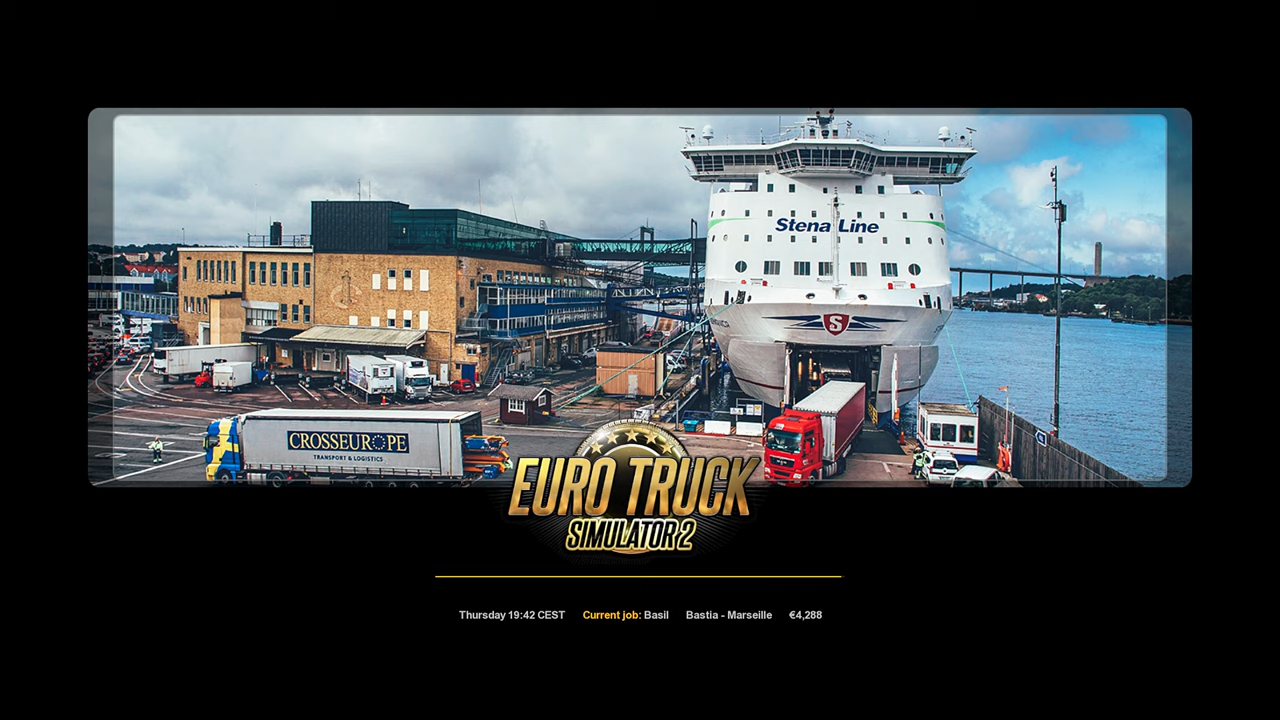 Stena Line
S
CROSSEUROPE
TRANSPORT & LOGISTICS
EURO TRUCK
SIMULATOR 2
Thursday 19:42 CEST Current job: Basil Bastia - Marseille €4,288